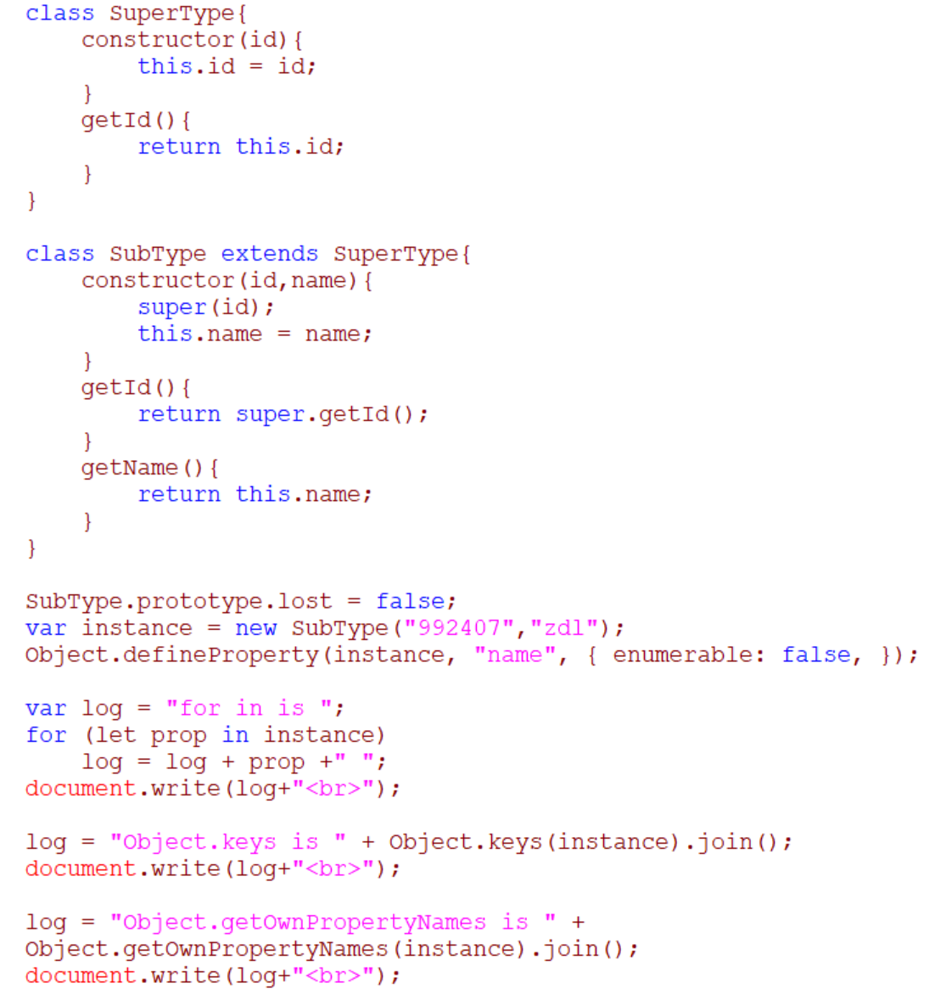 class SuperType{
    constructor(id){
        this.id = id;
    }
    getId(){
        return this.id;
    }
}

class SubType extends SuperType{
    constructor(id,name){
        super(id);
        this.name = name;
    }
    getId(){
        return super.getId();
    }
    getName(){
        return this.name;
    }
}

SubType.prototype.lost = false;
var instance = new SubType("992407","zdl");
Object.defineProperty(instance, "name", { enumerable: false, });

var log = "for in is ";
for (let prop in instance)
    log = log + prop +" ";
document.write(log+"<br>");

log = "Object.keys is " + Object.keys(instance).join();
document.write(log+"<br>");

log = "Object.getOwnPropertyNames is " +
Object.getOwnPropertyNames(instance).join();
document.write(log+"<br>");